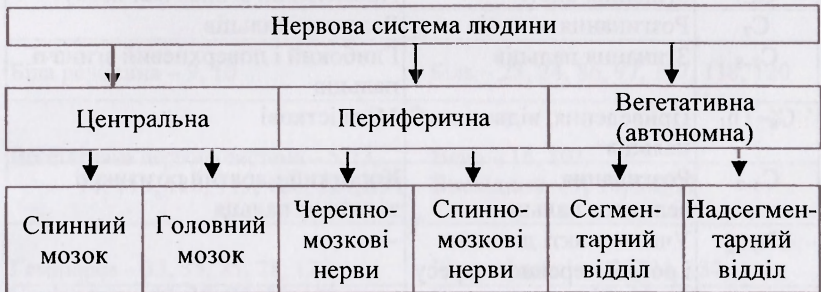 Нервова система людини
Центральна
Периферична
Вегетативна
(автономна)
Спинний
мозок
Головний
мозок
Черепно-
мозкові
нерви
Спинно-
мозкові
нерви
Сегмен-
тарний
відділ
Надсегмен-
тарний
відділ